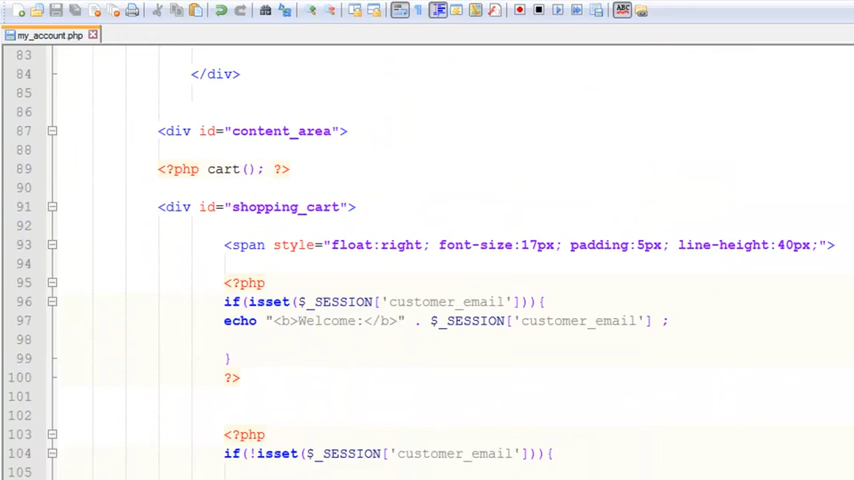 my_account.php
83
84 </div>
85
86
87 <div id="content_area">
88
89 <?php cart(); ?>
90
91 <div id="shopping_cart">
92
93 <span style="float:right; font-size:17px; padding:5px; line-height:40px;">
94
95 <?php
96 if(isset($_SESSION['customer_email'])){
97 echo "<b>Welcome:</b>" . $_SESSION['customer_email'] ;
98
99 }
100 ?>
101
102
103 <?php
104 if(!isset($_SESSION['customer_email'])){
105